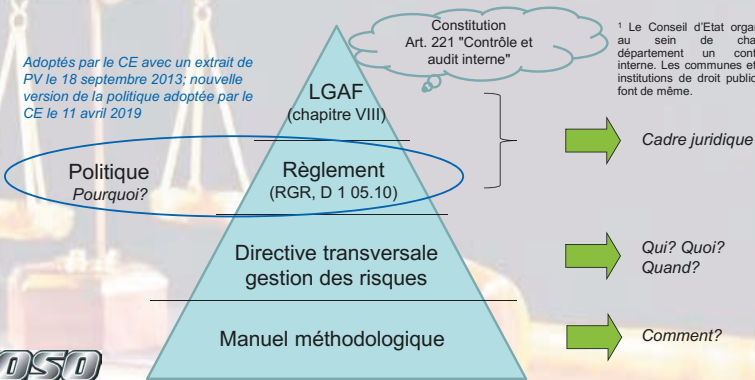 Constitution
Art. 221 "Contrôle et
audit interne"
¹ Le Conseil d'Etat organ
au sein de cha
département un cont
interne. Les communes et
institutions de droit public
font de même.
Adoptés par le CE avec un extrait de
PV le 18 septembre 2013; nouvelle
version de la politique adoptée par le
CE le 11 avril 2019
LGAF
(chapitre VIII)
Cadre juridique
Politique
Pourquoi?
Règlement
(RGR, D 1 05.10)
Directive transversale
gestion des risques
Qui? Quoi?
Quand?
Manuel méthodologique
Comment?
OSO